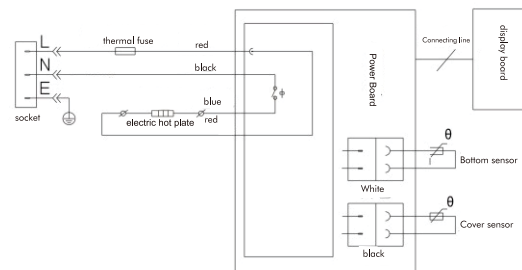 L
thermal fuse
red
N
black
E
socket
blue
electric hot plate
red
Power Board
Connecting line
display board
θ
Bottom sensor
White
θ
Cover sensor
black